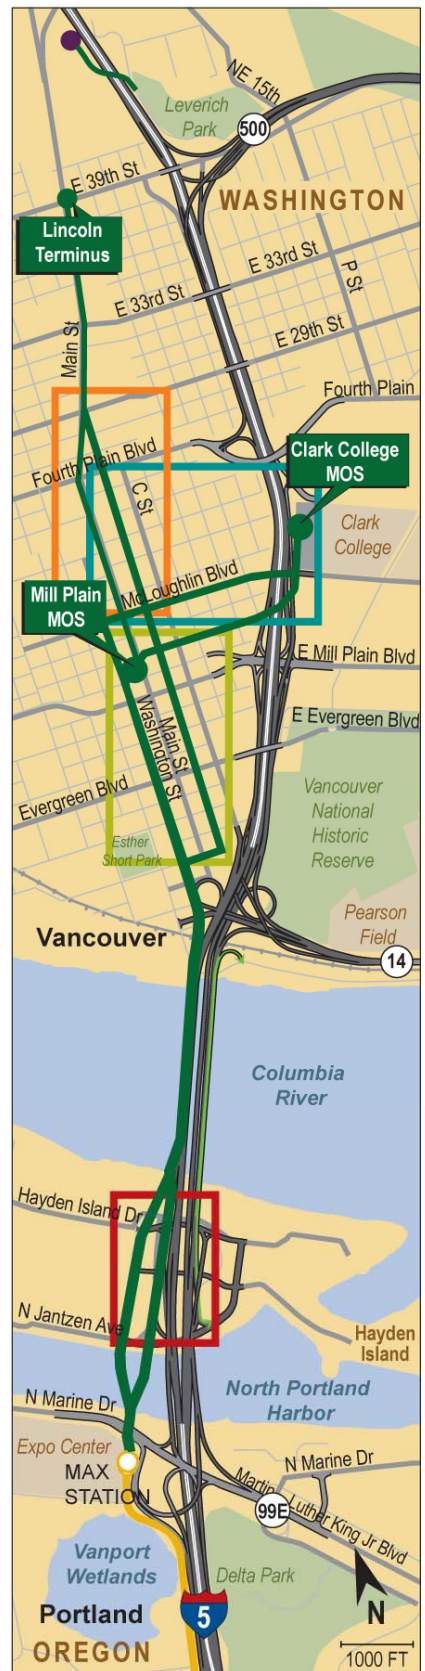 NE 15th
Leverich
Park
500
E 39th St
WASHINGTON
Lincoln
Terminus
E 33rd St
E 33rd St
P St
Main St
E 29th St
Fourth Plain
Fourth Plain Blvd
Clark College
MOS
C St
Clark
College
McLoughlin Blvd
Mill Plain
MOS
E Mill Plain Blvd
Main St
Washington St
E Evergreen Blvd
Evergreen Blvd
Vancouver
National
Historic
Reserve
Esther
Short Park
Pearson
Field
Vancouver
14
Columbia
River
Hayden Island Dr
N Jantzen Ave
Hayden
Island
North Portland
Harbor
N Marine Dr
Expo Center
MAX
STATION
N Marine Dr
Martin Luther King Jr Blvd
99E
Vanport
Wetlands
Delta Park
N
Portland
5
OREGON
1000 FT